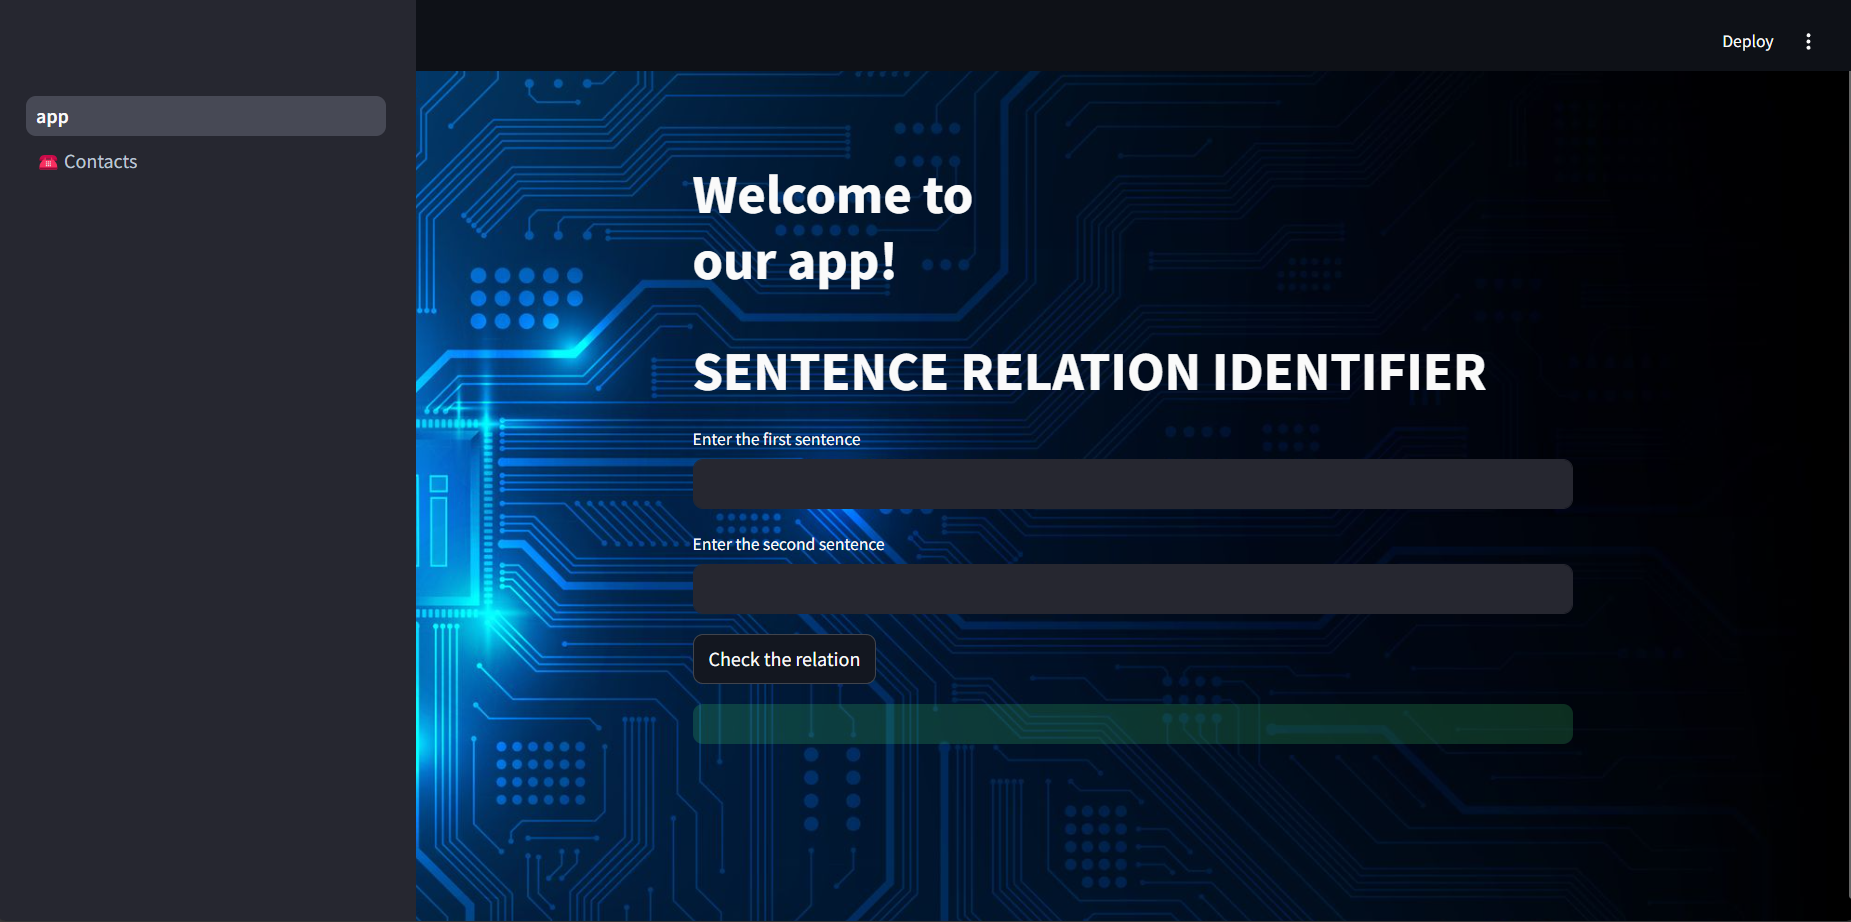 Deploy
app
Contacts
Welcome to
our app!
SENTENCE RELATION IDENTIFIER
Enter the first sentence
Enter the second sentence
Check the relation